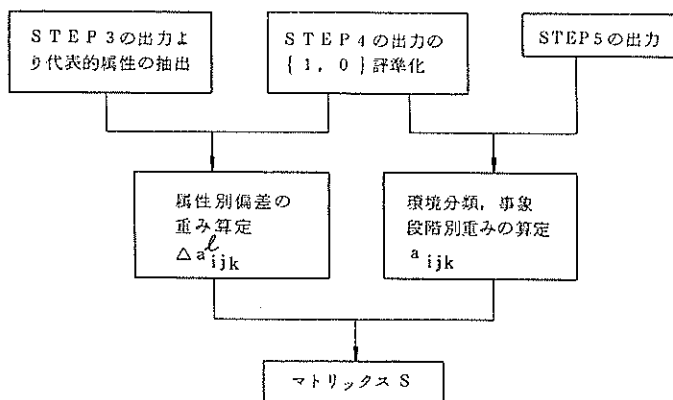 STEP3の出力よ
り代表的属性の抽出
STEP4の出力の
{1,0}評準化
STEP5の出力
属性別偏差の
重み算定
△a^ℓ_ijk
環境分類,事象
段階別重みの算定
a_ijk
マトリックスS